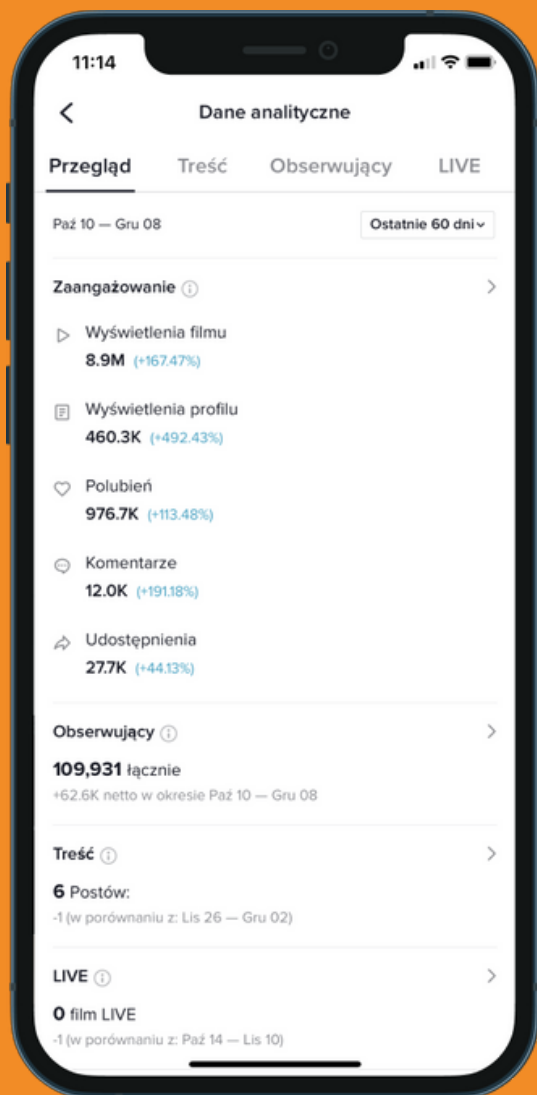 11:14
Dane analityczne
Przegląd Treść Obserwujący LIVE
Paź 10 — Gru 08 Ostatnie 60 dni
Zaangażowanie
Wyświetlenia filmu
8.9M (+167.47%)
Wyświetlenia profilu
460.3K (+492.43%)
Polubień
976.7K (+113.48%)
Komentarze
12.0K (+191.18%)
Udostępnienia
27.7K (+44.13%)
Obserwujący
109,931 łącznie
+62.6K netto w okresie Paź 10 — Gru 08
Treść
6 Postów:
-1 (w porównaniu z: Lis 26 — Gru 02)
LIVE
0 film LIVE
-1 (w porównaniu z: Paź 14 — Lis 10)